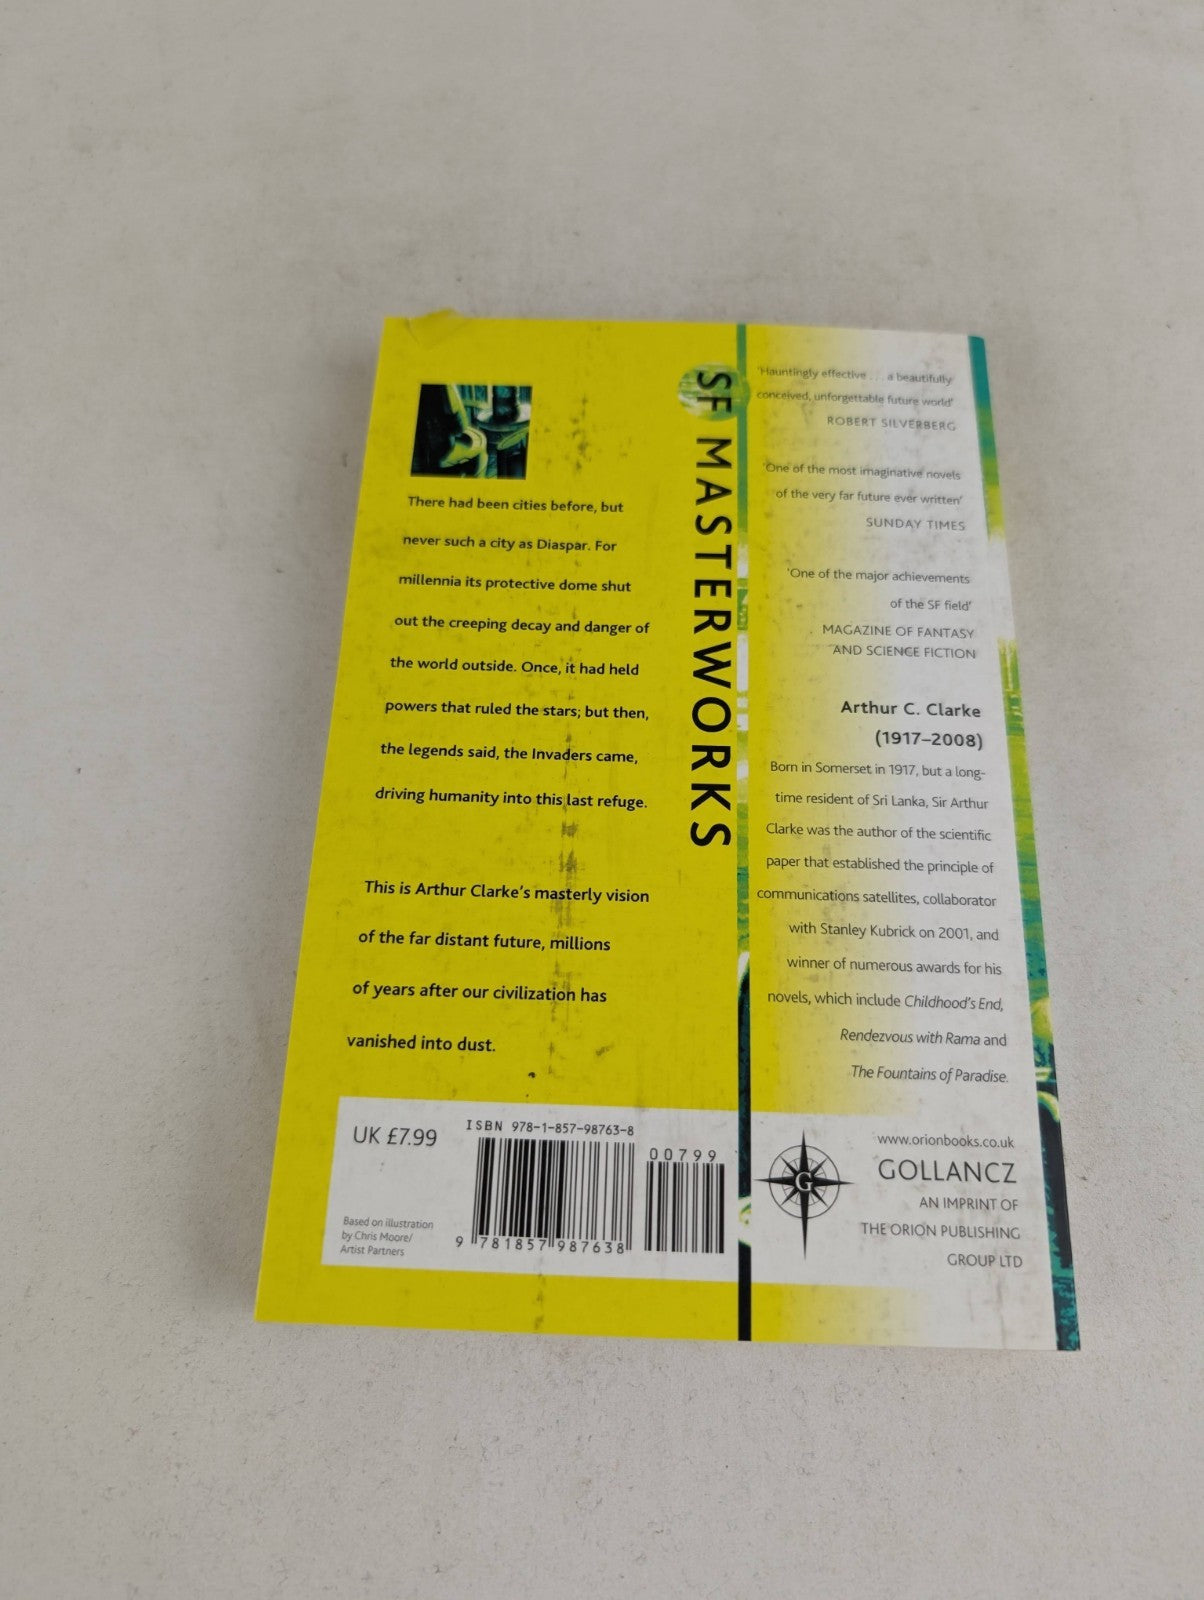 There had been cities before, but
never such a city as Diaspar. For
millennia its protective dome shut
out the creeping decay and danger of
the world outside. Once, it had held
powers that ruled the stars; but then,
the legends said, the Invaders came,
driving humanity into this last refuge.
This is Arthur Clarke's masterly vision
of the far distant future, millions
of years after our civilization has
vanished into dust.
UK £7.99
ISBN 978-1-857-98763-8
00799
9 781857 987638
Based on illustration
by Chris Moore/
Artist Partners
SF MASTERWORKS
'Hauntingly effective . . . a beautifully
conceived, unforgettable future world'
ROBERT SILVERBERG
'One of the most imaginative novels
of the very far future ever written'
SUNDAY TIMES
'One of the major achievements
of the SF field'
MAGAZINE OF FANTASY
AND SCIENCE FICTION
Arthur C. Clarke
(1917–2008)
Born in Somerset in 1917, but a long-
time resident of Sri Lanka, Sir Arthur
Clarke was the author of the scientific
paper that established the principle of
communications satellites, collaborator
with Stanley Kubrick on 2001, and
winner of numerous awards for his
novels, which include Childhood's End,
Rendezvous with Rama and
The Fountains of Paradise.
G
www.orionbooks.co.uk
GOLLANCZ
AN IMPRINT OF
THE ORION PUBLISHING
GROUP LTD